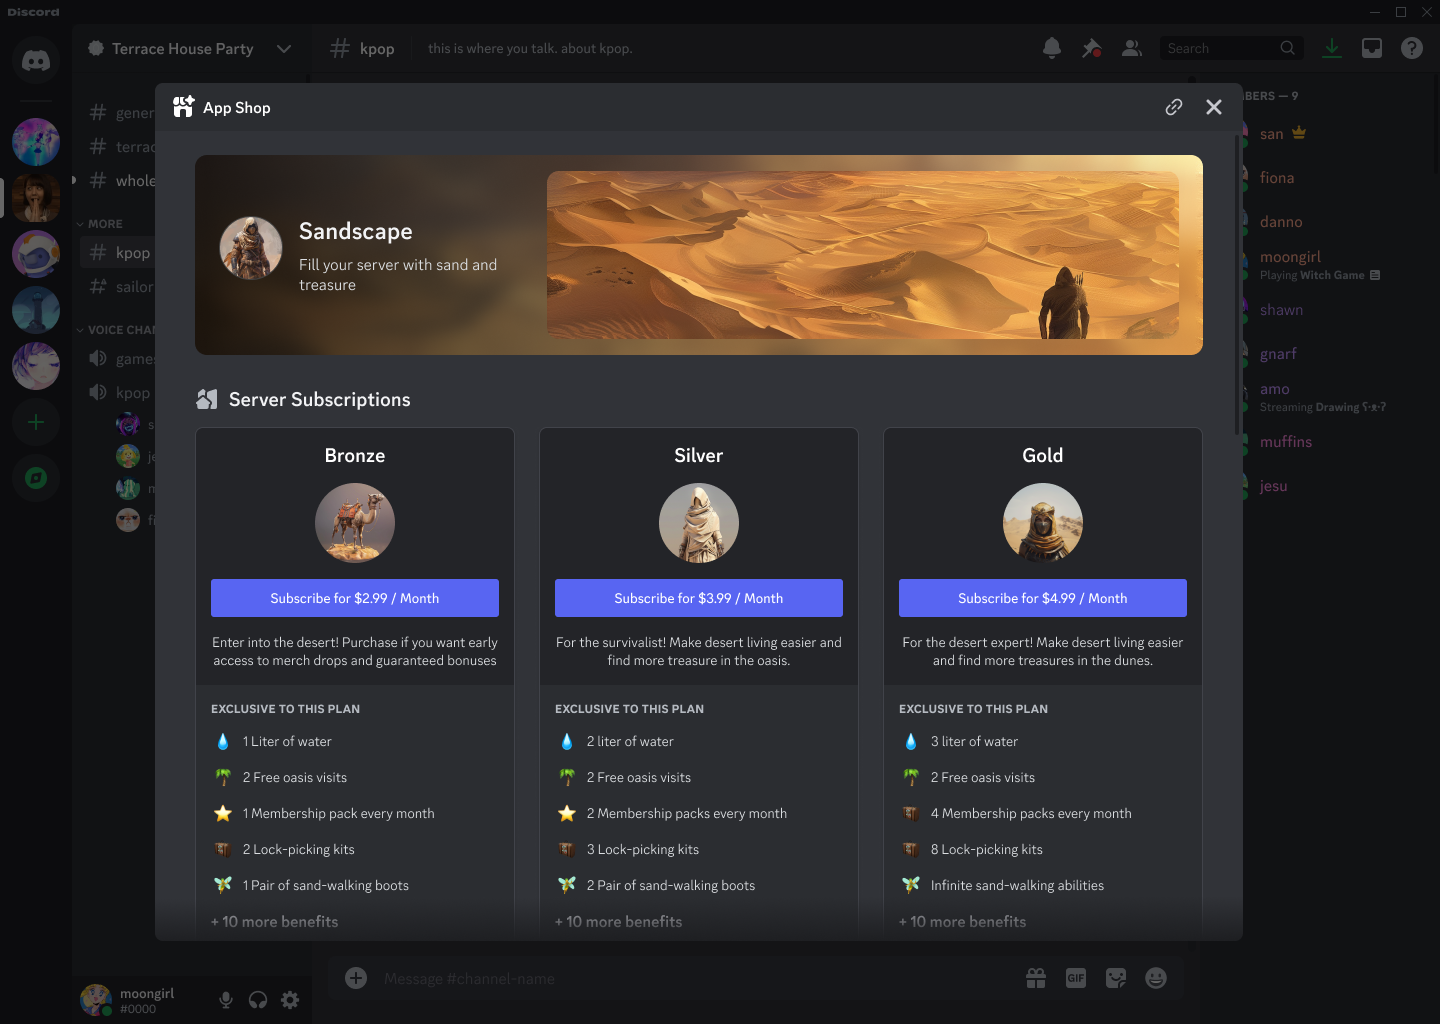 Discord
Terrace House Party
kpop
this is where you talk. about kpop.
Search
App Shop
BERS — 9
gener
terrac
whole
MORE
kpop
sailor
VOICE CHAN
games
kpop
Sandscape
Fill your server with sand and
treasure
san
fiona
danno
moongirl
Playing Witch Game
shawn
gnarf
amo
Streaming Drawing ʕ·ᴥ·ʔ
muffins
jesu
Server Subscriptions
Bronze
Subscribe for $2.99 / Month
Enter into the desert! Purchase if you want early
access to merch drops and guaranteed bonuses
EXCLUSIVE TO THIS PLAN
1 Liter of water
2 Free oasis visits
1 Membership pack every month
2 Lock-picking kits
1 Pair of sand-walking boots
+ 10 more benefits
Silver
Subscribe for $3.99 / Month
For the survivalist! Make desert living easier and
find more treasure in the oasis.
EXCLUSIVE TO THIS PLAN
2 liter of water
2 Free oasis visits
2 Membership packs every month
3 Lock-picking kits
2 Pair of sand-walking boots
+ 10 more benefits
Gold
Subscribe for $4.99 / Month
For the desert expert! Make desert living easier
and find more treasures in the dunes.
EXCLUSIVE TO THIS PLAN
3 liter of water
2 Free oasis visits
4 Membership packs every month
8 Lock-picking kits
Infinite sand-walking abilities
+ 10 more benefits
Message #channel-name
GIF
moongirl
#0000